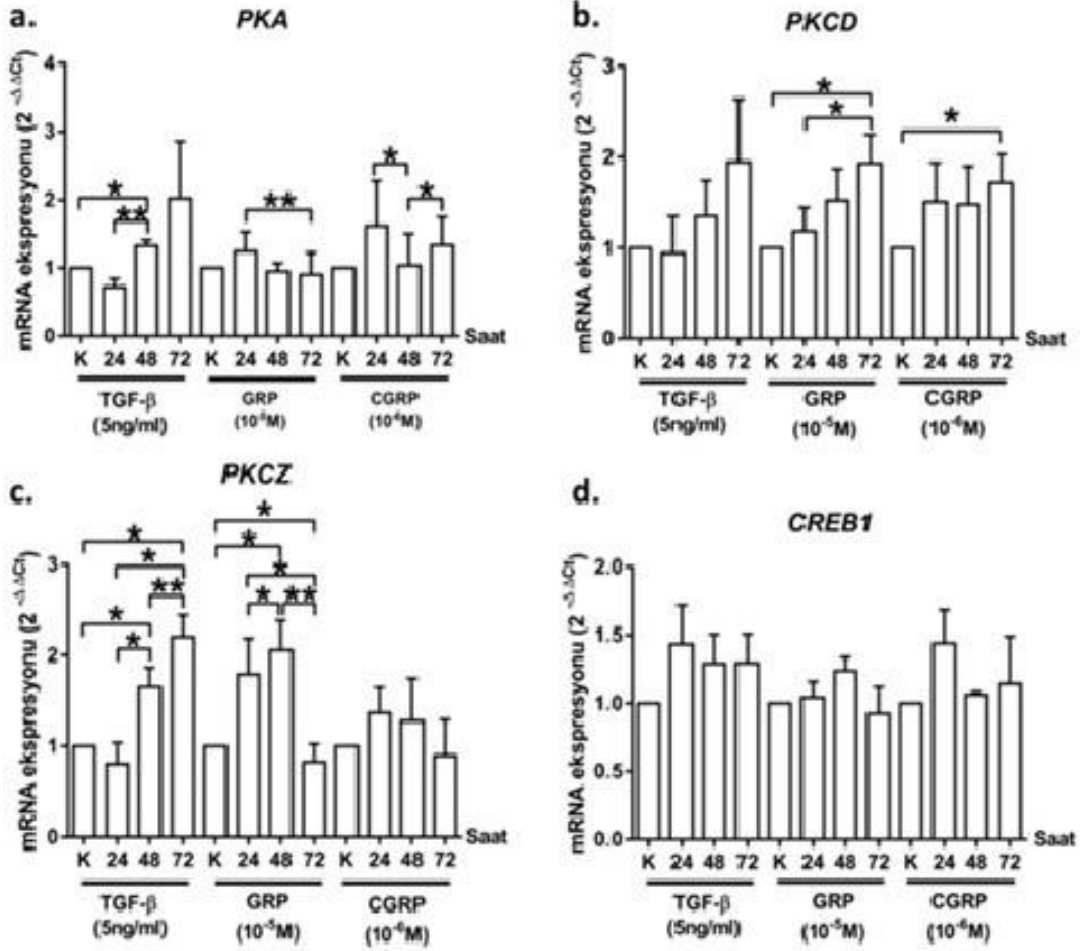 a.
PKA
mRNA ekspresyonu (2 -ΔΔCt)
4
3
2
1
0
* ** ** * *
K 24 48 72 K 24 48 72 K 24 48 72
Saat
TGF-β GRP CGRP
(5ng/ml) (10-5M) (10-6M)
b.
PKCD
mRNA ekspresyonu (2 -ΔΔCt)
3
2
1
0
* * *
K 24 48 72 K 24 48 72 K 24 48 72
Saat
TGF-β GRP CGRP
(5ng/ml) (10-5M) (10-6M)
c.
PKCZ
mRNA ekspresyonu (2 -ΔΔCt)
3
2
1
0
* * ** * * * * * * **
K 24 48 72 K 24 48 72 K 24 48 72
Saat
TGF-β GRP CGRP
(5ng/ml) (10-5M) (10-6M)
d.
CREB1
mRNA ekspresyonu (2 -ΔΔCt)
2.0
1.5
1.0
0.5
0.0
K 24 48 72 K 24 48 72 K 24 48 72
Saat
TGF-β GRP CGRP
(5ng/ml) (10-5M) (10-6M)